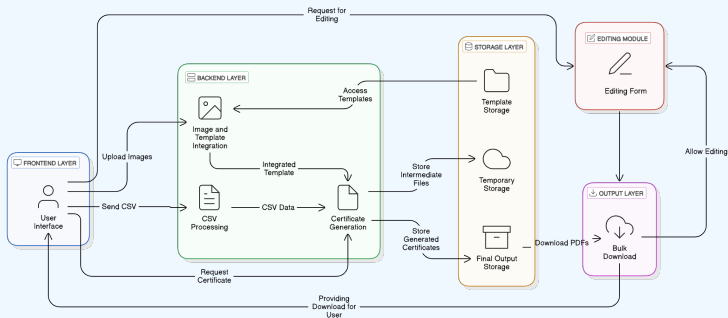 Request for
Editing
EDITING MODULE
Editing Form
STORAGE LAYER
Template
Storage
Temporary
Storage
Final Output
Storage
BACKEND LAYER
Access
Templates
Image and
Template
Integration
Upload Images
Integrated
Template
Store
Intermediate
Files
FRONTEND LAYER
User
Interface
Send CSV
CSV
Processing
CSV Data
Certificate
Generation
Store
Generated
Certificates
Request
Certificate
Allow Editing
OUTPUT LAYER
Download PDFs
Bulk
Download
Providing
Download for
User